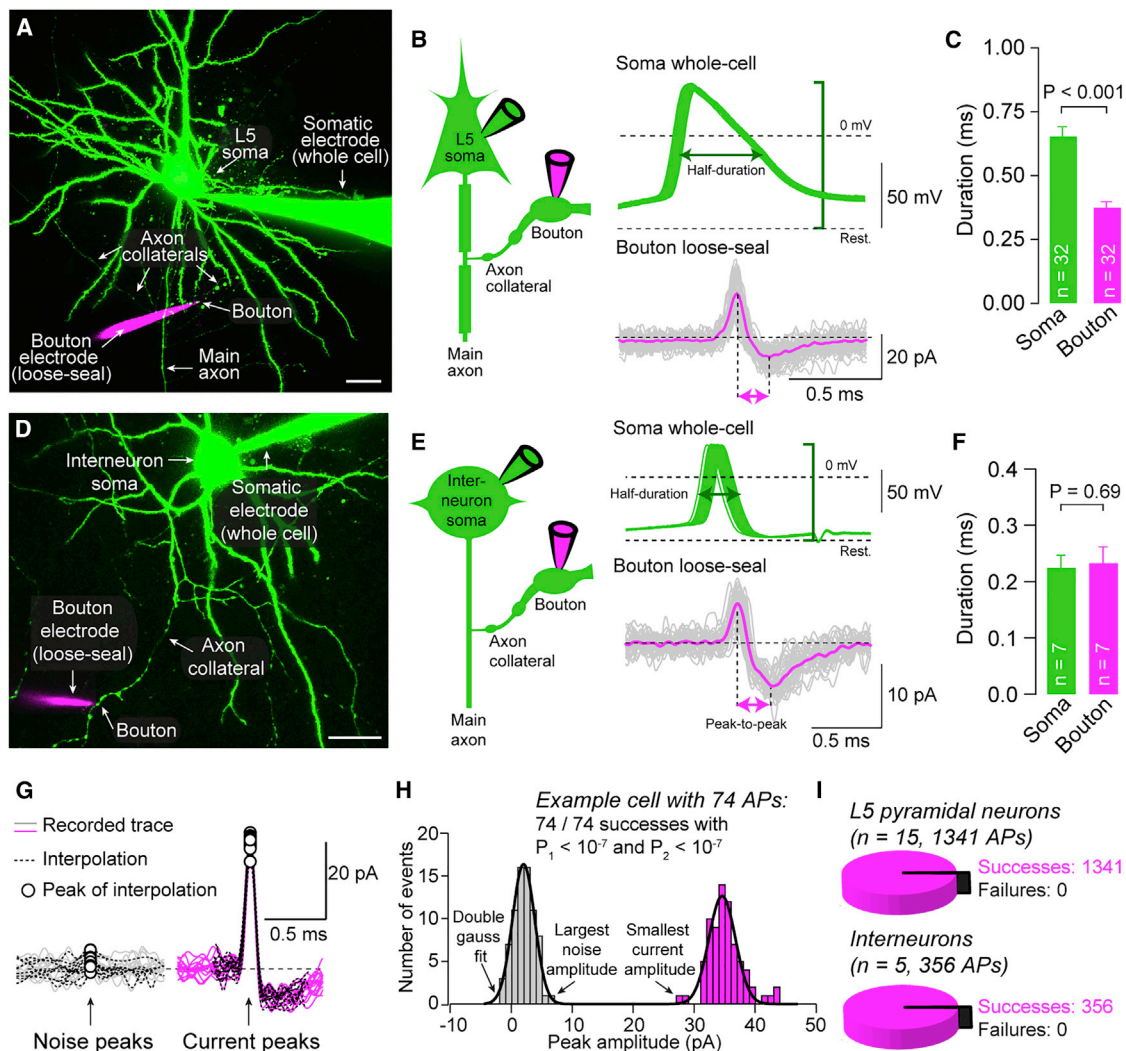 A
L5
soma
Somatic
electrode
(whole cell)
Axon
collaterals
Bouton
Bouton
electrode
(loose-seal)
Main
axon
B
L5
soma
Bouton
Axon
collateral
Main
axon
Soma whole-cell
0 mV
Half-duration
50 mV
Rest.
Bouton loose-seal
20 pA
0.5 ms
C
Duration (ms)
1.00
0.75
0.50
0.25
0.00
P < 0.001
n = 32
n = 32
Soma
Bouton
D
Interneuron
soma
Somatic
electrode
(whole cell)
Bouton
electrode
(loose-seal)
Axon
collateral
Bouton
E
Inter-
neuron
soma
Bouton
Axon
collateral
Main
axon
Soma whole-cell
0 mV
Half-duration
50 mV
Rest.
Bouton loose-seal
10 pA
Peak-to-peak
0.5 ms
F
Duration (ms)
0.4
0.3
0.2
0.1
0.0
P = 0.69
n = 7
n = 7
Soma
Bouton
G
Recorded trace
Interpolation
Peak of interpolation
20 pA
0.5 ms
Noise peaks
Current peaks
H
Example cell with 74 APs:
74 / 74 successes with
P1 < 10-7 and P2 < 10-7
Number of events
20
15
10
5
0
Double
gauss
fit
Largest
noise
amplitude
Smallest
current
amplitude
-10 0 10 20 30 40 50
Peak amplitude (pA)
I
L5 pyramidal neurons
(n = 15, 1341 APs)
Successes: 1341
Failures: 0
Interneurons
(n = 5, 356 APs)
Successes: 356
Failures: 0